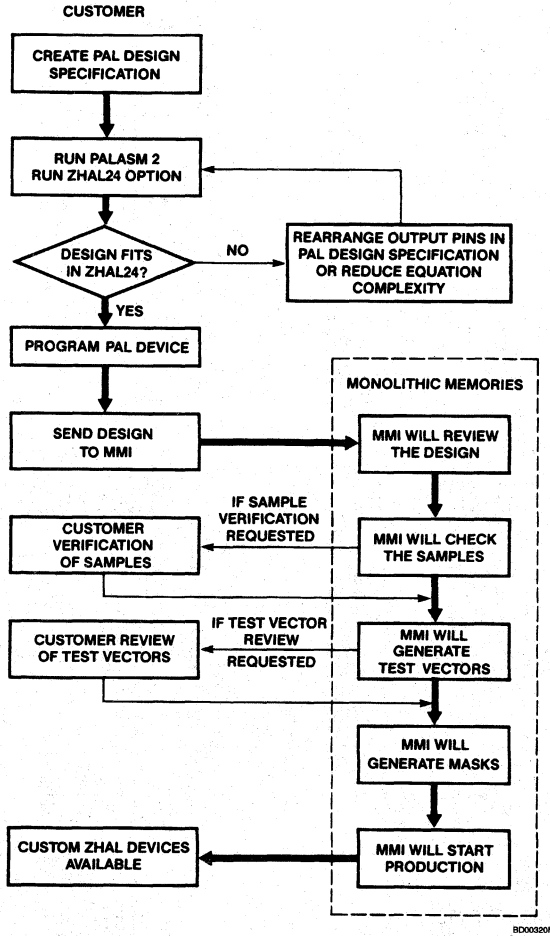 CUSTOMER
CREATE PAL DESIGN
SPECIFICATION
RUN PALASM 2
RUN ZHAL24 OPTION
DESIGN FITS
IN ZHAL24?
NO
REARRANGE OUTPUT PINS IN
PAL DESIGN SPECIFICATION
OR REDUCE EQUATION
COMPLEXITY
YES
PROGRAM PAL DEVICE
MONOLITHIC MEMORIES
SEND DESIGN
TO MMI
MMI WILL REVIEW
THE DESIGN
IF SAMPLE
VERIFICATION
REQUESTED
CUSTOMER
VERIFICATION
OF SAMPLES
MMI WILL CHECK
THE SAMPLES
IF TEST VECTOR
REVIEW
REQUESTED
CUSTOMER REVIEW
OF TEST VECTORS
MMI WILL
GENERATE
TEST VECTORS
MMI WILL
GENERATE MASKS
CUSTOM ZHAL DEVICES
AVAILABLE
MMI WILL START
PRODUCTION